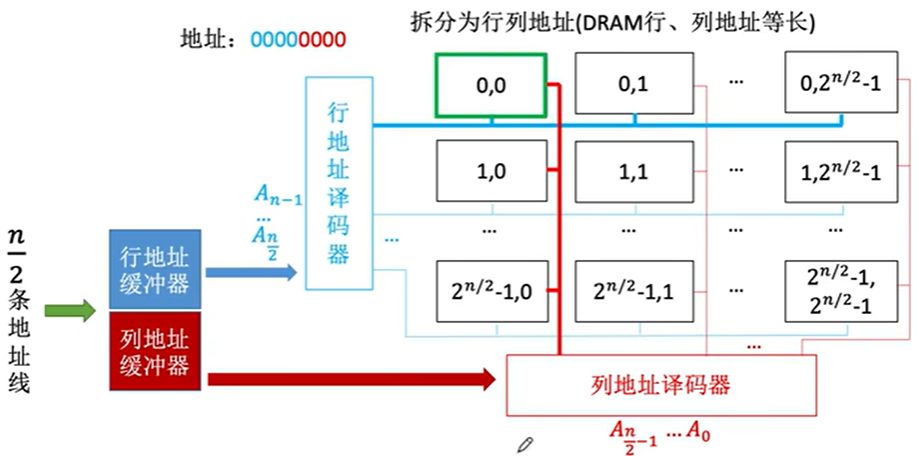 拆分为行列地址(DRAM行、列地址等长)
地址：00000000
行地址译码器
0,0
0,1
...
0,2^{n/2}-1
1,0
1,1
...
1,2^{n/2}-1
...
...
...
...
2^{n/2}-1,0
2^{n/2}-1,1
...
2^{n/2}-1,
2^{n/2}-1
...
A_{n-1}
...
A_{\frac{n}{2}}
\frac{n}{2}条地址线
行地址
缓冲器
列地址
缓冲器
列地址译码器
A_{\frac{n}{2}-1} ... A_0